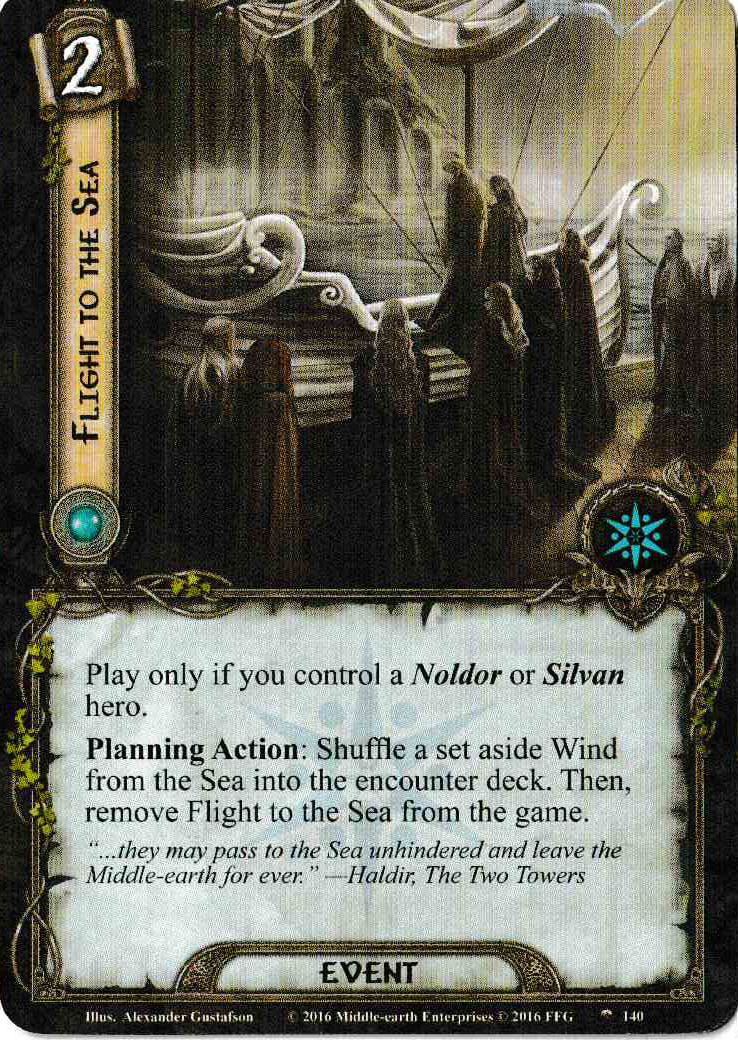 2
FLIGHT TO THE SEA
Play only if you control a Noldor or Silvan
hero.
Planning Action: Shuffle a set aside Wind
from the Sea into the encounter deck. Then,
remove Flight to the Sea from the game.
“...they may pass to the Sea unhindered and leave the
Middle-earth for ever.” —Haldir, The Two Towers
EVENT
Illus. Alexander Gustafson © 2016 Middle-earth Enterprises © 2016 FFG 140